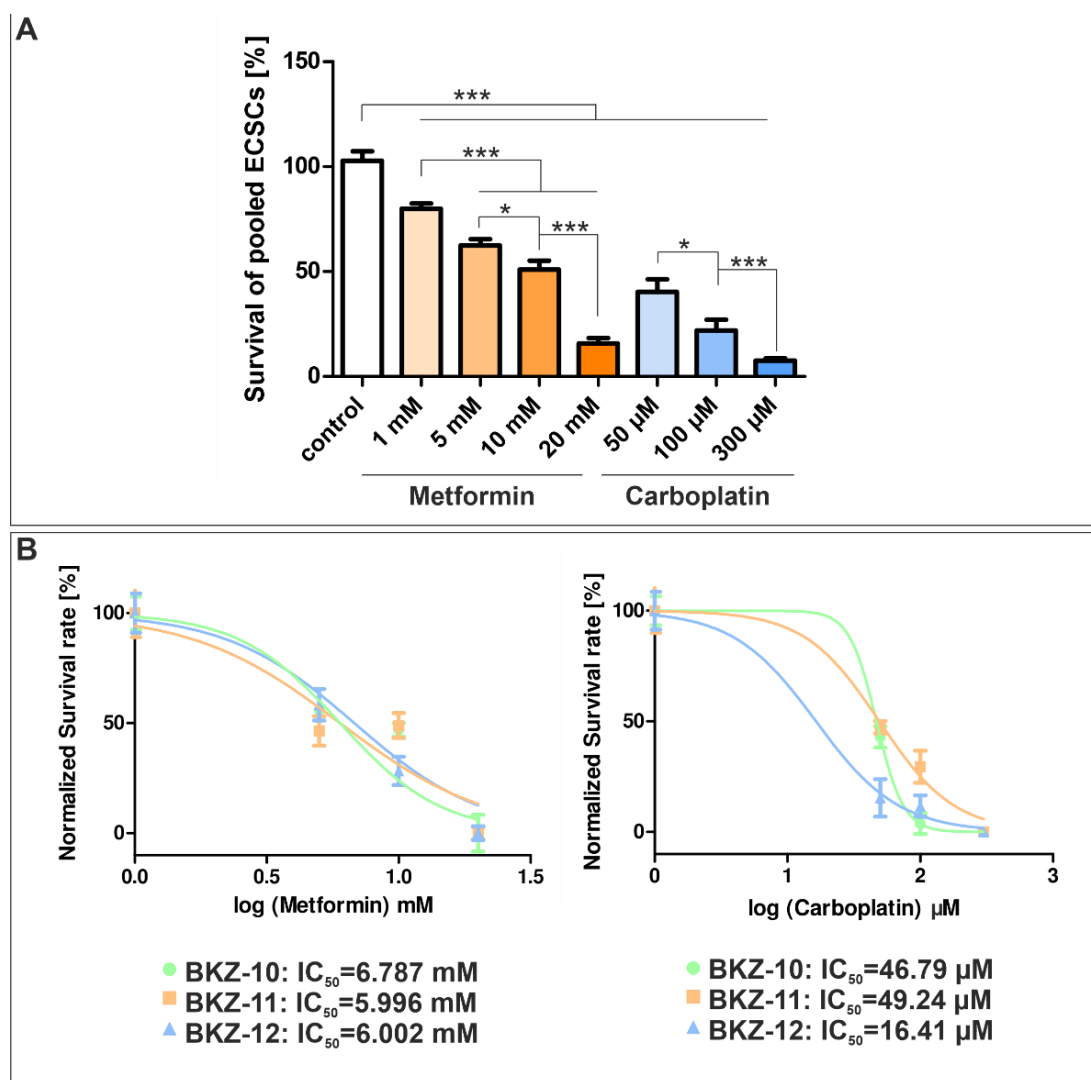 A
Survival of pooled ECSCs [%]
150
100
50
0
***
***
*
***
*
***
control
1 mM
5 mM
10 mM
20 mM
50 µM
100 µM
300 µM
Metformin
Carboplatin
B
Normalized Survival rate [%]
100
50
0
0.0
0.5
1.0
1.5
log (Metformin) mM
BKZ-10: IC₅₀=6.787 mM
BKZ-11: IC₅₀=5.996 mM
BKZ-12: IC₅₀=6.002 mM
Normalized Survival rate [%]
100
50
0
0
1
2
3
log (Carboplatin) µM
BKZ-10: IC₅₀=46.79 µM
BKZ-11: IC₅₀=49.24 µM
BKZ-12: IC₅₀=16.41 µM